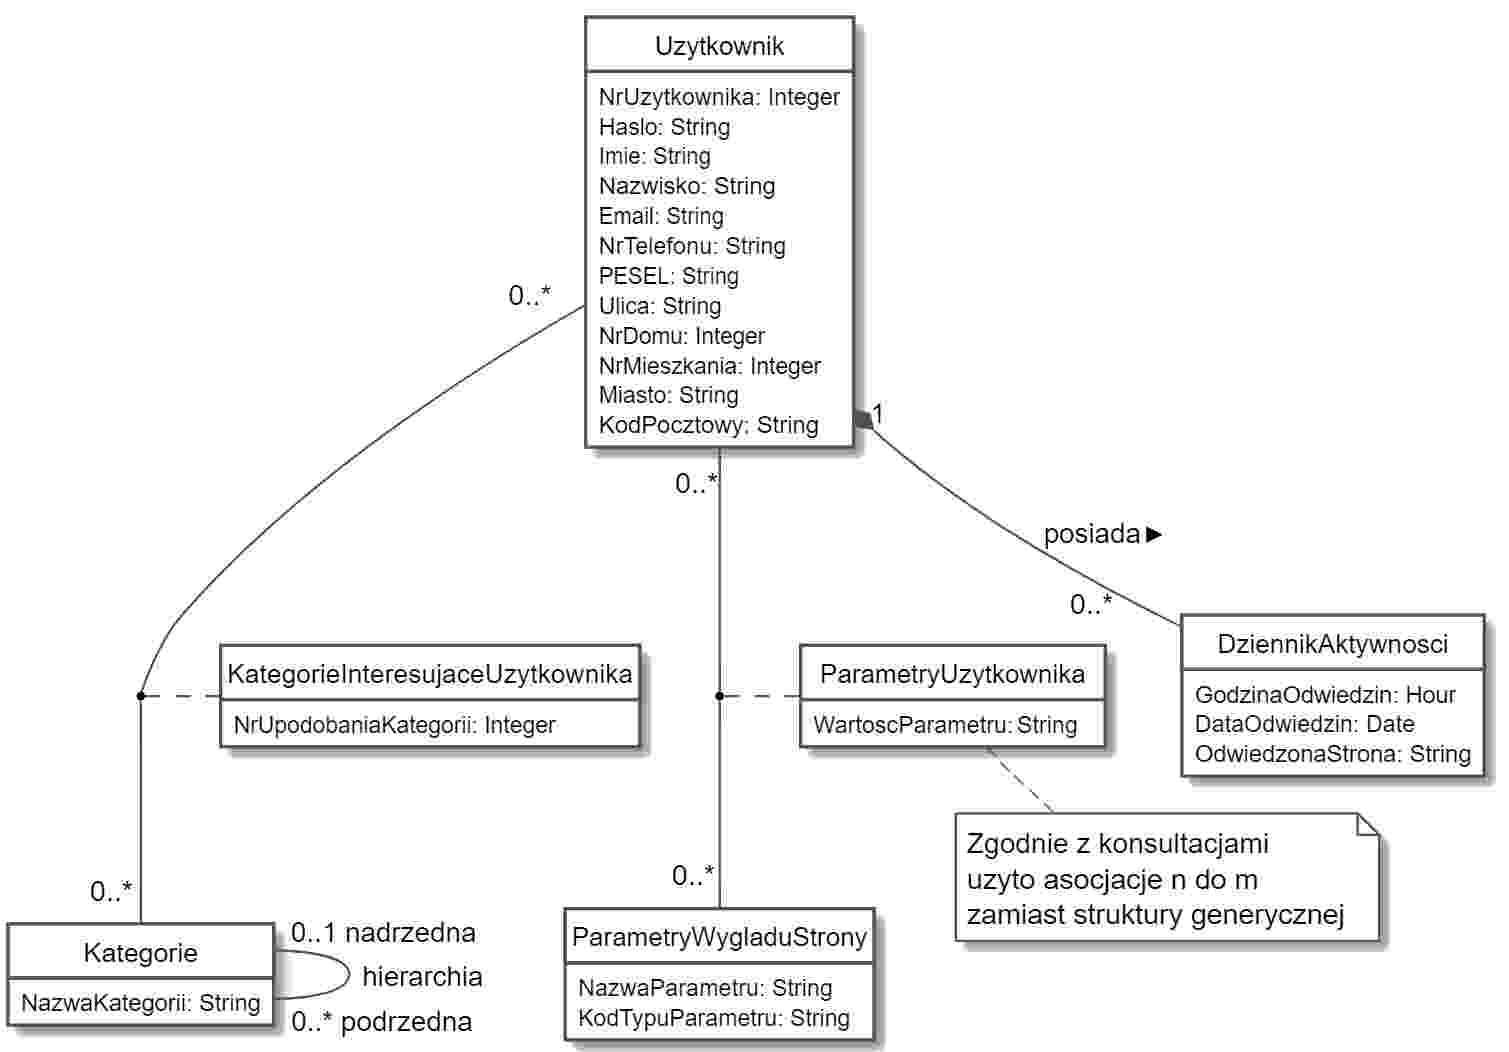 Uzytkownik
NrUzytkownika: Integer
Haslo: String
Imie: String
Nazwisko: String
Email: String
NrTelefonu: String
PESEL: String
Ulica: String
NrDomu: Integer
NrMieszkania: Integer
Miasto: String
KodPocztowy: String
0..*
1
0..*
posiada
0..*
DziennikAktywnosci
GodzinaOdwiedzin: Hour
DataOdwiedzin: Date
OdwiedzonaStrona: String
KategorieInteresujaceUzytkownika
NrUpodobaniaKategorii: Integer
ParametryUzytkownika
WartoscParametru: String
Zgodnie z konsultacjami
uzyto asocjacje n do m
zamiast struktury generycznej
0..*
0..*
Kategorie
NazwaKategorii: String
0..1 nadrzedna
hierarchia
0..* podrzedna
ParametryWygladuStrony
NazwaParametru: String
KodTypuParametru: String